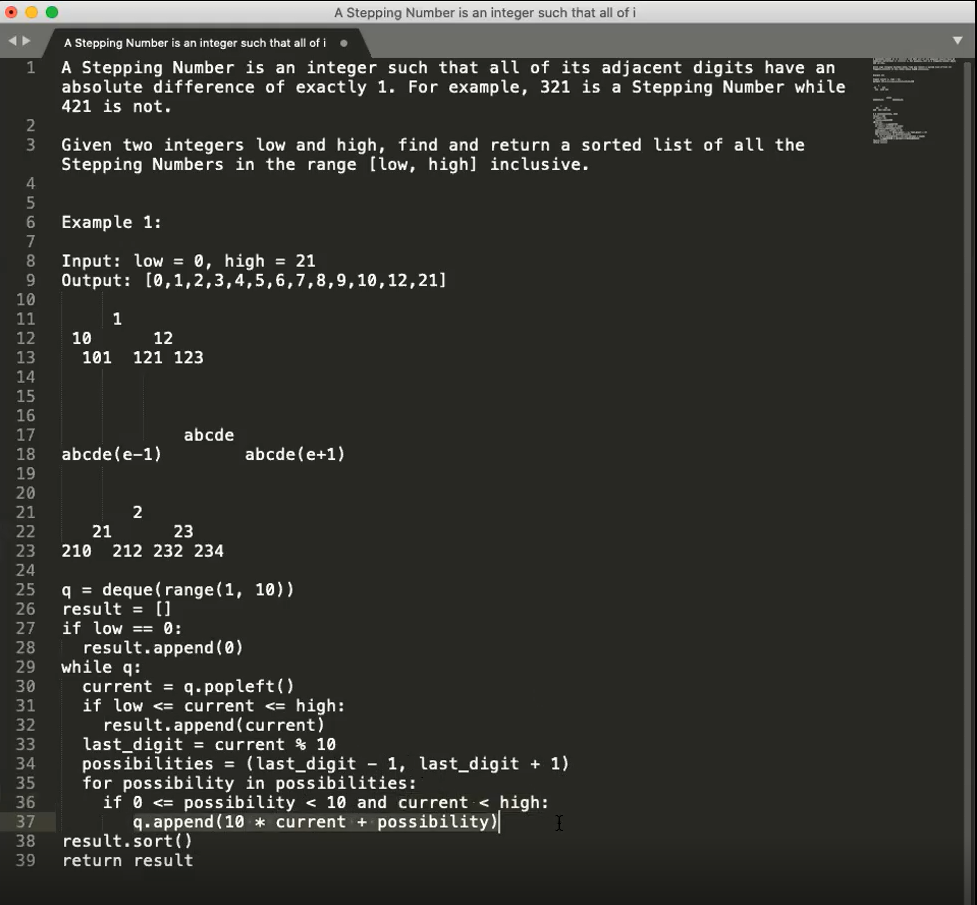 A Stepping Number is an integer such that all of i
A Stepping Number is an integer such that all of i
1 A Stepping Number is an integer such that all of its adjacent digits have an
absolute difference of exactly 1. For example, 321 is a Stepping Number while
421 is not.
2
3 Given two integers low and high, find and return a sorted list of all the
Stepping Numbers in the range [low, high] inclusive.
4
5
6 Example 1:
7
8 Input: low = 0, high = 21
9 Output: [0,1,2,3,4,5,6,7,8,9,10,12,21]
10
11 1
12 10 12
13 101 121 123
14
15
16
17 abcde
18 abcde(e-1) abcde(e+1)
19
20
21 2
22 21 23
23 210 212 232 234
24
25 q = deque(range(1, 10))
26 result = []
27 if low == 0:
28 result.append(0)
29 while q:
30 current = q.popleft()
31 if low <= current <= high:
32 result.append(current)
33 last_digit = current % 10
34 possibilities = (last_digit - 1, last_digit + 1)
35 for possibility in possibilities:
36 if 0 <= possibility < 10 and current < high:
37 q.append(10 * current + possibility)
38 result.sort()
39 return result